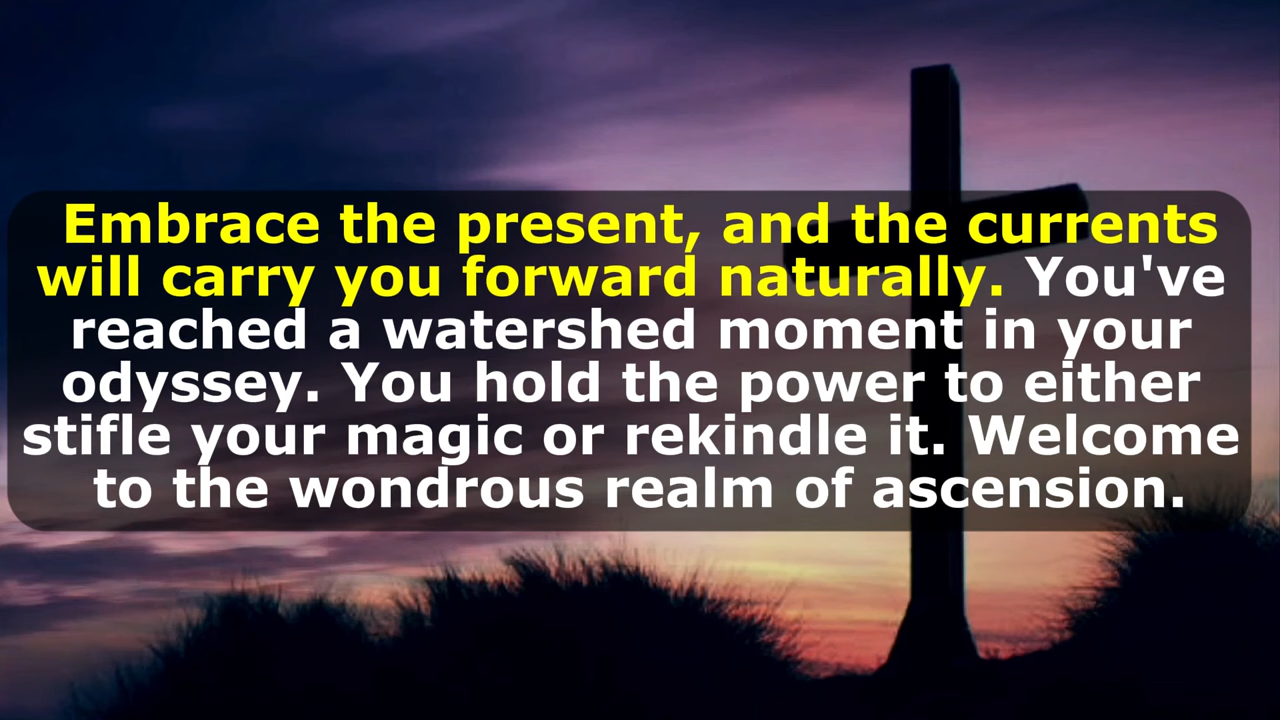 Embrace the present, and the currents
will carry you forward naturally. You've
reached a watershed moment in your
odyssey. You hold the power to either
stifle your magic or rekindle it. Welcome
to the wondrous realm of ascension.